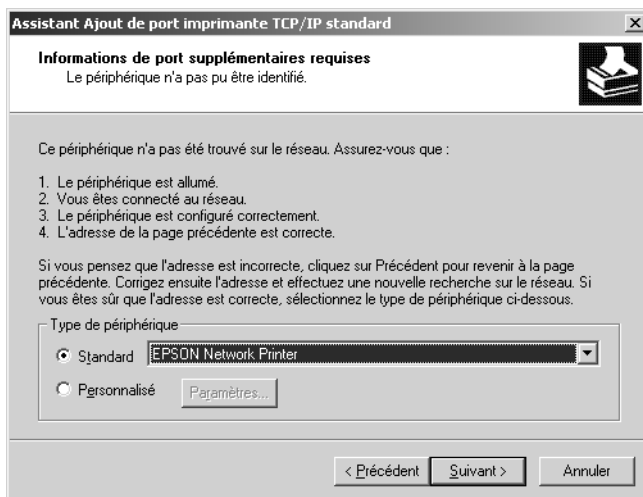 Assistant Ajout de port imprimante TCP/IP standard
Informations de port supplémentaires requises
Le périphérique n'a pas pu être identifié.
Ce périphérique n'a pas été trouvé sur le réseau. Assurez-vous que :
1. Le périphérique est allumé.
2. Vous êtes connecté au réseau.
3. Le périphérique est configuré correctement.
4. L'adresse de la page précédente est correcte.
Si vous pensez que l'adresse est incorrecte, cliquez sur Précédent pour revenir à la page
précédente. Corrigez ensuite l'adresse et effectuez une nouvelle recherche sur le réseau. Si
vous êtes sûr que l'adresse est correcte, sélectionnez le type de périphérique ci-dessous.
Type de périphérique
Standard EPSON Network Printer
Personnalisé Paramètres...
< Précédent Suivant > Annuler